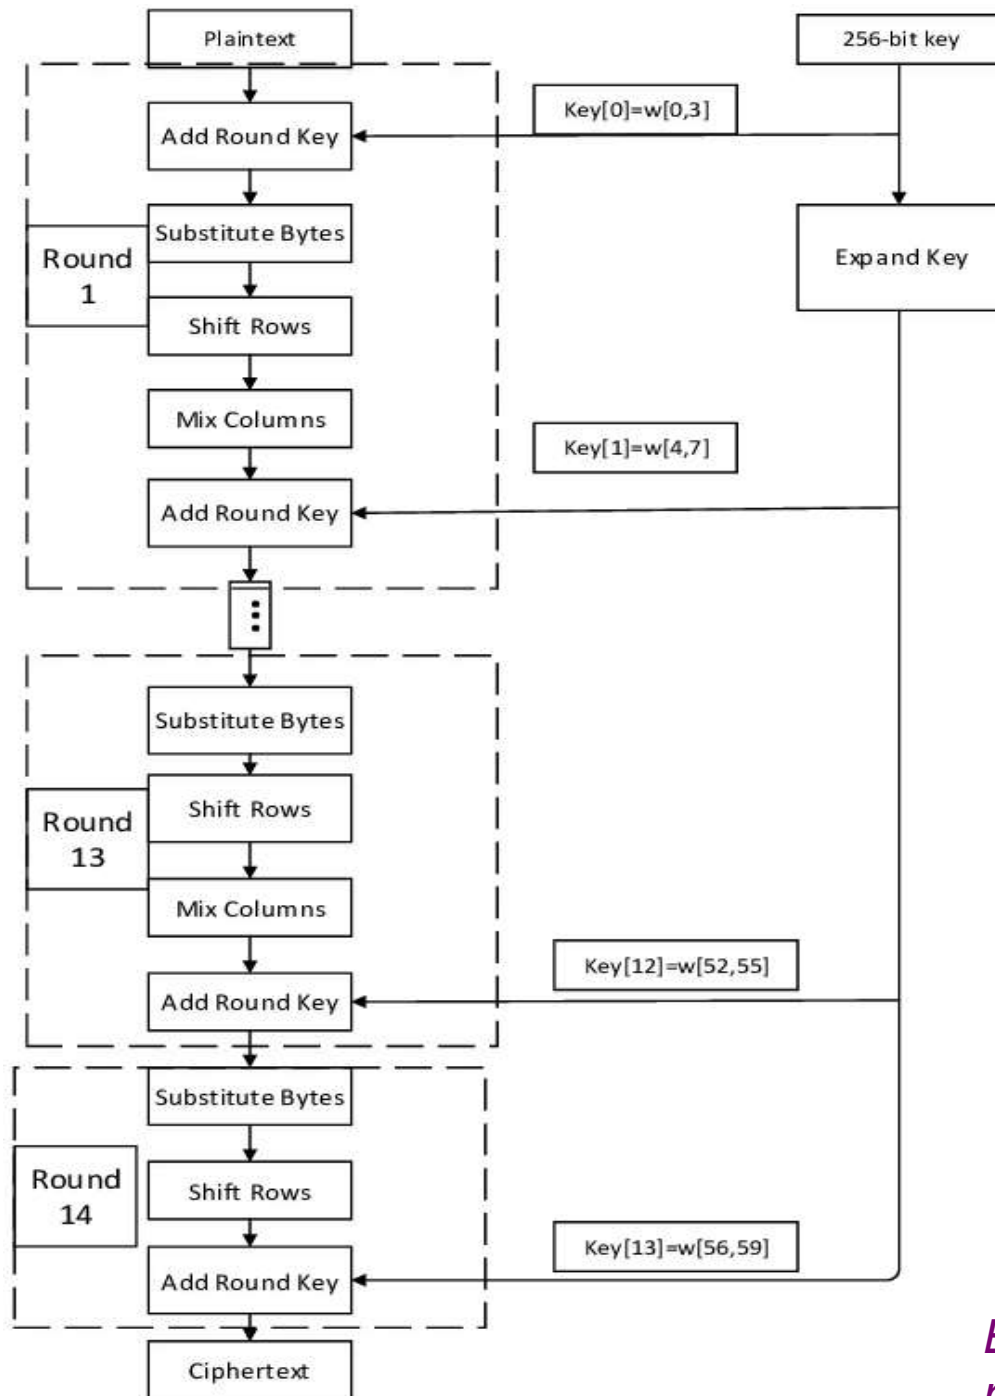 Plaintext
256-bit key
Key[0]=w[0,3]
Add Round Key
Substitute Bytes
Expand Key
Round
1
Shift Rows
Mix Columns
Key[1]=w[4,7]
Add Round Key
Substitute Bytes
Shift Rows
Round
13
Mix Columns
Key[12]=w[52,55]
Add Round Key
Substitute Bytes
Round
14
Shift Rows
Key[13]=w[56,59]
Add Round Key
Ciphertext